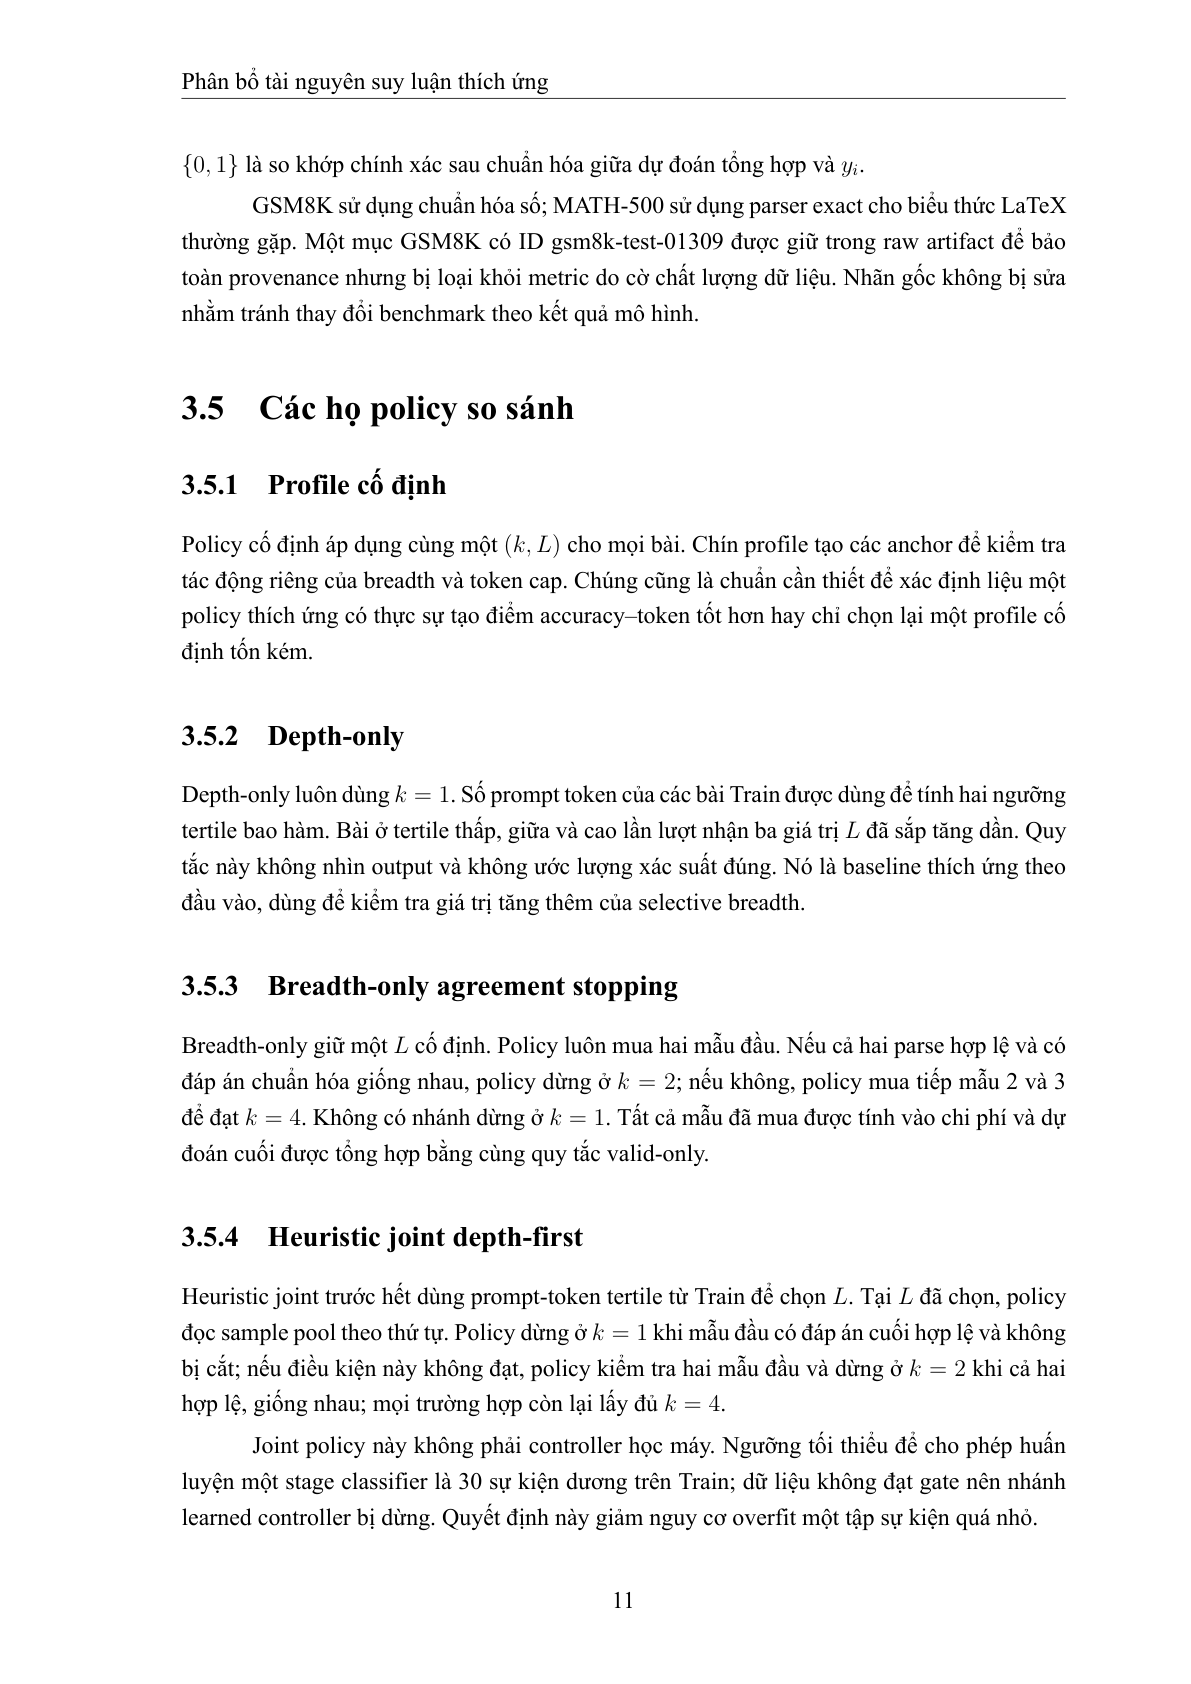 Phân bổ tài nguyên suy luận thích ứng
{0, 1} là so khớp chính xác sau chuẩn hóa giữa dự đoán tổng hợp và yᵢ.
GSM8K sử dụng chuẩn hóa số; MATH-500 sử dụng parser exact cho biểu thức LaTeX
thường gặp. Một mục GSM8K có ID gsm8k-test-01309 được giữ trong raw artifact để bảo
toàn provenance nhưng bị loại khỏi metric do cờ chất lượng dữ liệu. Nhãn gốc không bị sửa
nhằm tránh thay đổi benchmark theo kết quả mô hình.
3.5 Các họ policy so sánh
3.5.1 Profile cố định
Policy cố định áp dụng cùng một (k, L) cho mọi bài. Chín profile tạo các anchor để kiểm tra
tác động riêng của breadth và token cap. Chúng cũng là chuẩn cần thiết để xác định liệu một
policy thích ứng có thực sự tạo điểm accuracy–token tốt hơn hay chỉ chọn lại một profile cố
định tốn kém.
3.5.2 Depth-only
Depth-only luôn dùng k = 1. Số prompt token của các bài Train được dùng để tính hai ngưỡng
tertile bao hàm. Bài ở tertile thấp, giữa và cao lần lượt nhận ba giá trị L đã sắp tăng dần. Quy
tắc này không nhìn output và không ước lượng xác suất đúng. Nó là baseline thích ứng theo
đầu vào, dùng để kiểm tra giá trị tăng thêm của selective breadth.
3.5.3 Breadth-only agreement stopping
Breadth-only giữ một L cố định. Policy luôn mua hai mẫu đầu. Nếu cả hai parse hợp lệ và có
đáp án chuẩn hóa giống nhau, policy dừng ở k = 2; nếu không, policy mua tiếp mẫu 2 và 3
để đạt k = 4. Không có nhánh dừng ở k = 1. Tất cả mẫu đã mua được tính vào chi phí và dự
đoán cuối được tổng hợp bằng cùng quy tắc valid-only.
3.5.4 Heuristic joint depth-first
Heuristic joint trước hết dùng prompt-token tertile từ Train để chọn L. Tại L đã chọn, policy
đọc sample pool theo thứ tự. Policy dừng ở k = 1 khi mẫu đầu có đáp án cuối hợp lệ và không
bị cắt; nếu điều kiện này không đạt, policy kiểm tra hai mẫu đầu và dừng ở k = 2 khi cả hai
hợp lệ, giống nhau; mọi trường hợp còn lại lấy đủ k = 4.
Joint policy này không phải controller học máy. Ngưỡng tối thiểu để cho phép huấn
luyện một stage classifier là 30 sự kiện dương trên Train; dữ liệu không đạt gate nên nhánh
learned controller bị dừng. Quyết định này giảm nguy cơ overfit một tập sự kiện quá nhỏ.
11